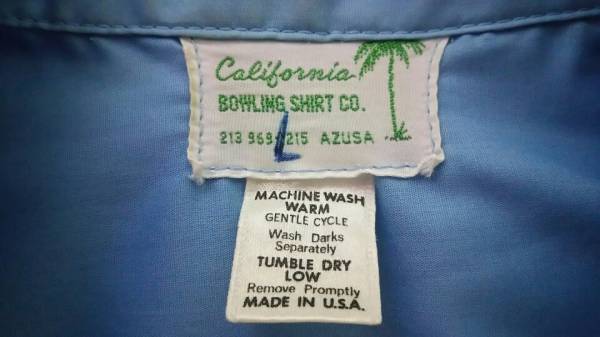 California
BOWLING SHIRT CO.
213 969 215 AZUSA
L
MACHINE WASH
WARM
GENTLE CYCLE
Wash Darks
Separately
TUMBLE DRY
LOW
Remove Promptly
MADE IN U.S.A.